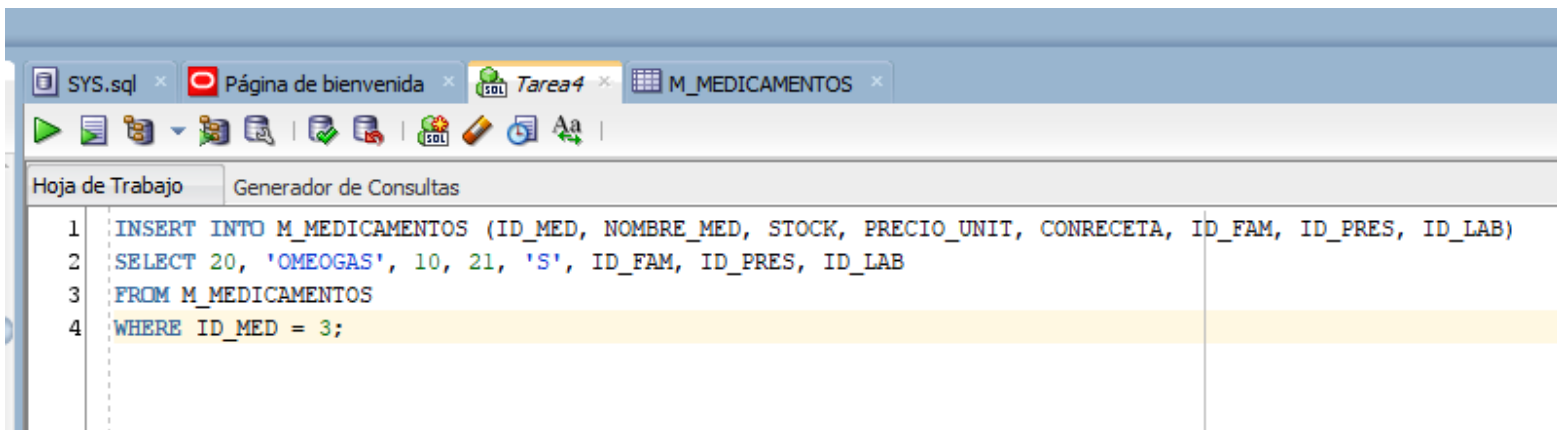 SYS.sql × Página de bienvenida × Tarea4 × M_MEDICAMENTOS ×
Hoja de Trabajo Generador de Consultas
1 INSERT INTO M_MEDICAMENTOS (ID_MED, NOMBRE_MED, STOCK, PRECIO_UNIT, CONRECETA, ID_FAM, ID_PRES, ID_LAB)
2 SELECT 20, 'OMEOGAS', 10, 21, 'S', ID_FAM, ID_PRES, ID_LAB
3 FROM M_MEDICAMENTOS
4 WHERE ID_MED = 3;